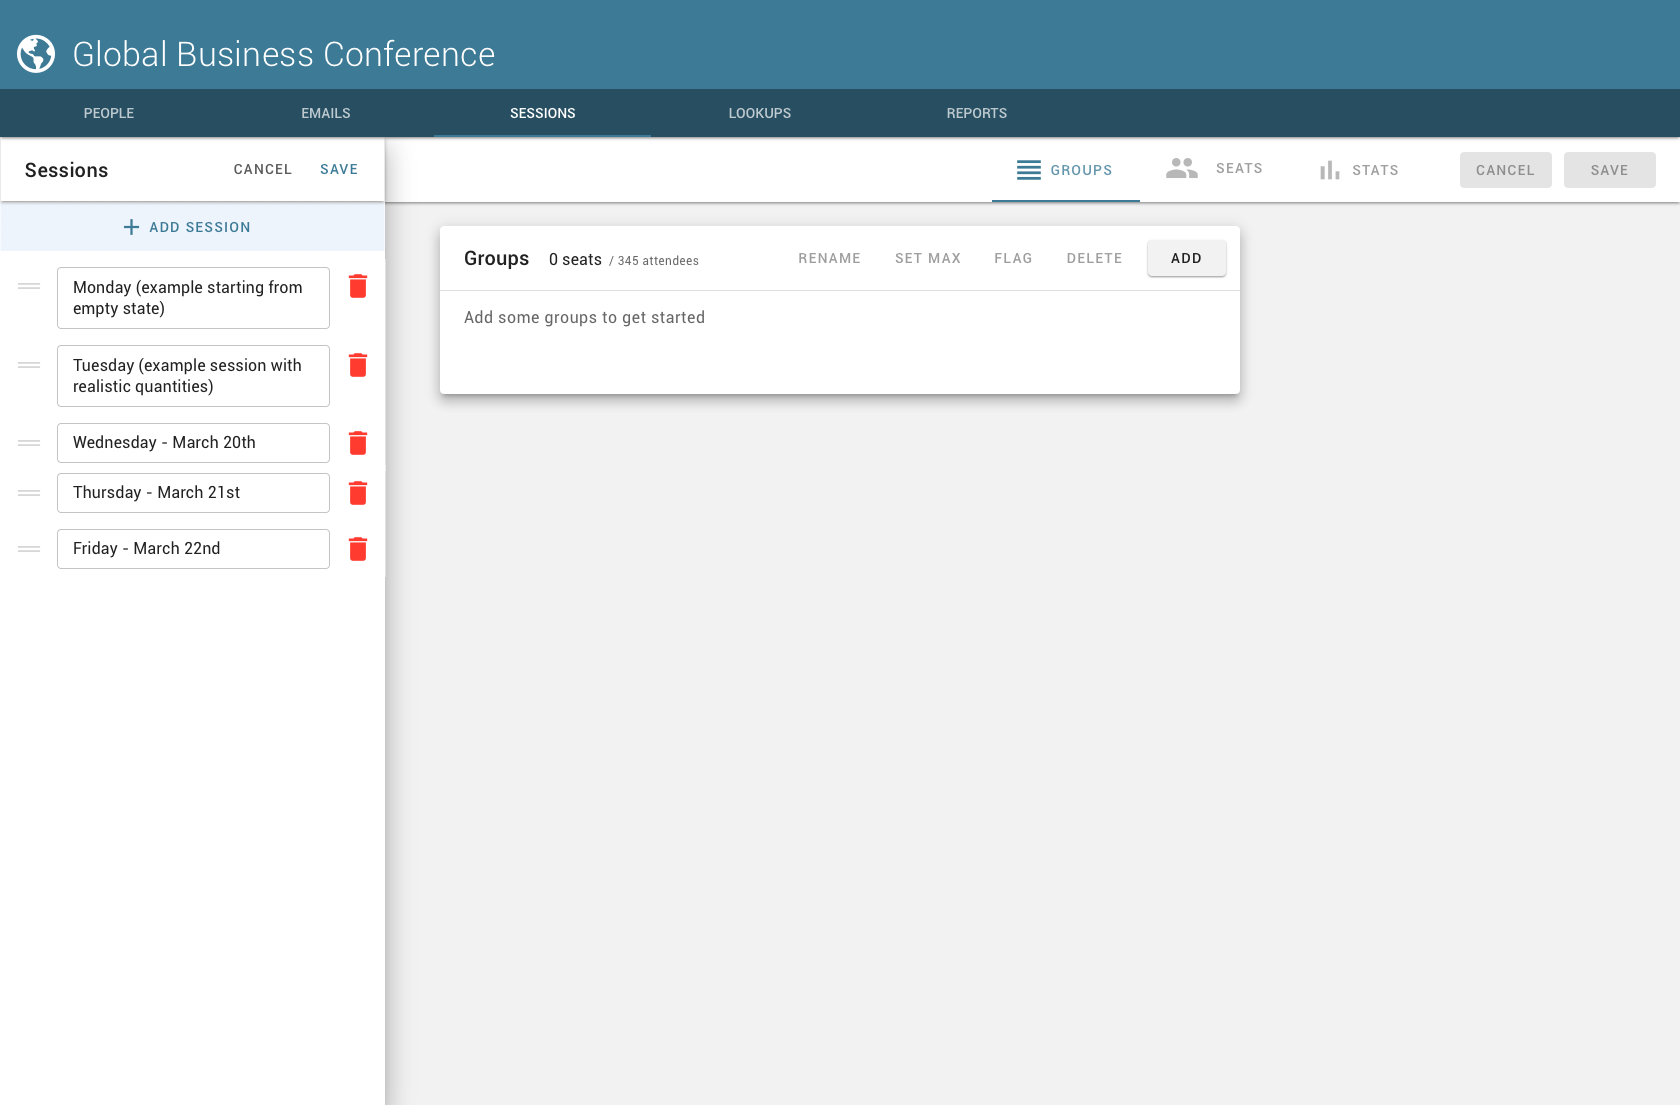 Global Business Conference
PEOPLE
EMAILS
SESSIONS
LOOKUPS
REPORTS
Sessions
CANCEL
SAVE
GROUPS
SEATS
STATS
CANCEL
SAVE
ADD SESSION
Monday (example starting from
empty state)
Tuesday (example session with
realistic quantities)
Wednesday - March 20th
Thursday - March 21st
Friday - March 22nd
Groups
0 seats / 345 attendees
RENAME
SET MAX
FLAG
DELETE
ADD
Add some groups to get started